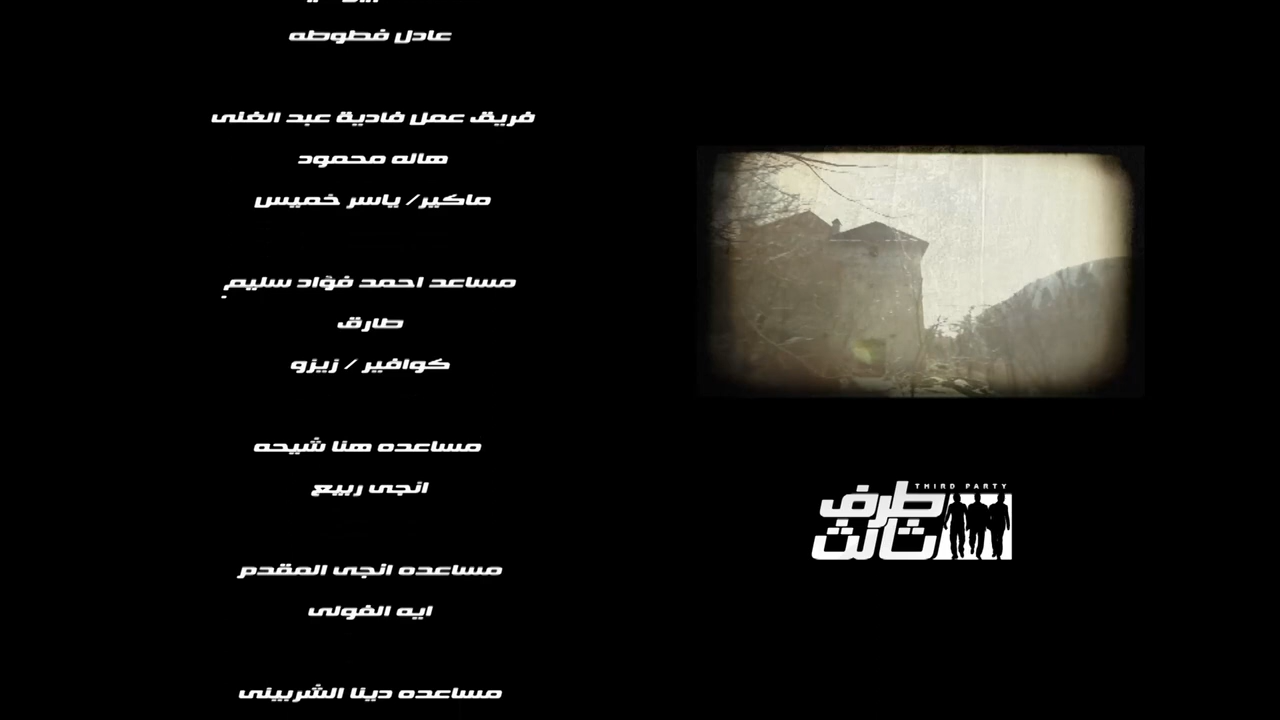 عادل فطوطه
فريق عمل فادية عبد الغنى
هاله محمود
ماكير/ ياسر خميس
مساعد احمد فؤاد سليم
طارق
كوافير / زيزو
مساعده هنا شيحه
انجى ربيع
مساعده انجى المقدم
ايه الفولى
مساعده دينا الشربينى
THIRD PARTY
طرف
ثالث